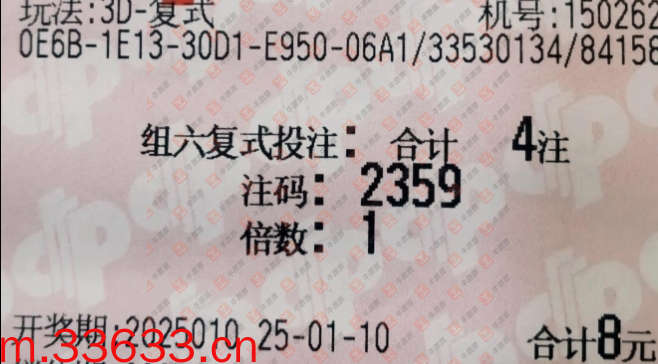 玩法:3D-复式 机号:150262
0E6B-1E13-30D1-E950-06A1/33530134/84158
组六复式投注: 合计 4注
注码: 2359
倍数: 1
开奖期:2025010 25-01-10 合计8元
m.33633.cn